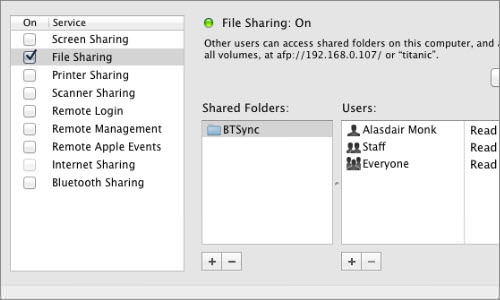 On Service
Screen Sharing
File Sharing
Printer Sharing
Scanner Sharing
Remote Login
Remote Management
Remote Apple Events
Internet Sharing
Bluetooth Sharing
File Sharing: On
Other users can access shared folders on this computer, and a
all volumes, at afp://192.168.0.107/ or “titanic”.
Shared Folders:
BTSync
Users:
Alasdair Monk Read
Staff Read
Everyone Read